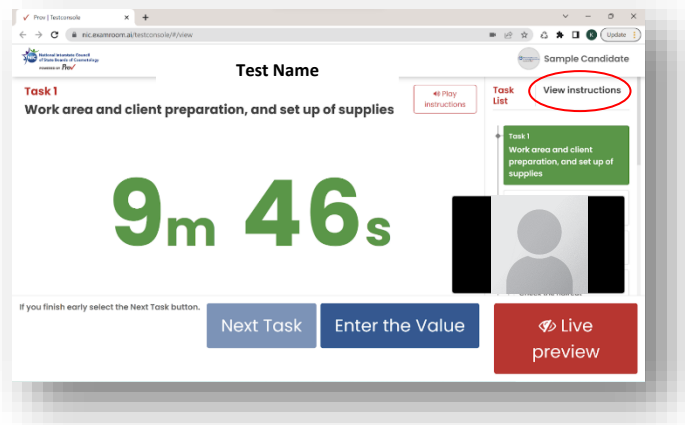 Prov | Testconsole
nic.examroom.ai/testconsole/#/view
K
Update
National Interstate Council
of State Boards of Cosmetology
POWERED BY Prov
Test Name
Sample Candidate
Task 1
Work area and client preparation, and set up of supplies
Play
instructions
Task
List
View instructions
Task 1
Work area and client
preparation, and set up of
supplies
9m 46s
If you finish early select the Next Task button.
Next Task
Enter the Value
Live
preview